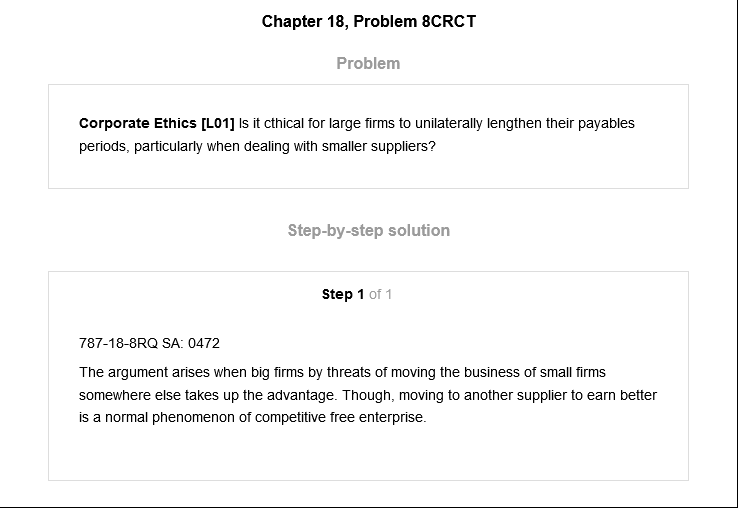 Chapter 18, Problem 8CRCT
Problem
Corporate Ethics [L01] Is it cthical for large firms to unilaterally lengthen their payables
periods, particularly when dealing with smaller suppliers?
Step-by-step solution
Step 1 of 1
787-18-8RQ SA: 0472
The argument arises when big firms by threats of moving the business of small firms
somewhere else takes up the advantage. Though, moving to another supplier to earn better
is a normal phenomenon of competitive free enterprise.